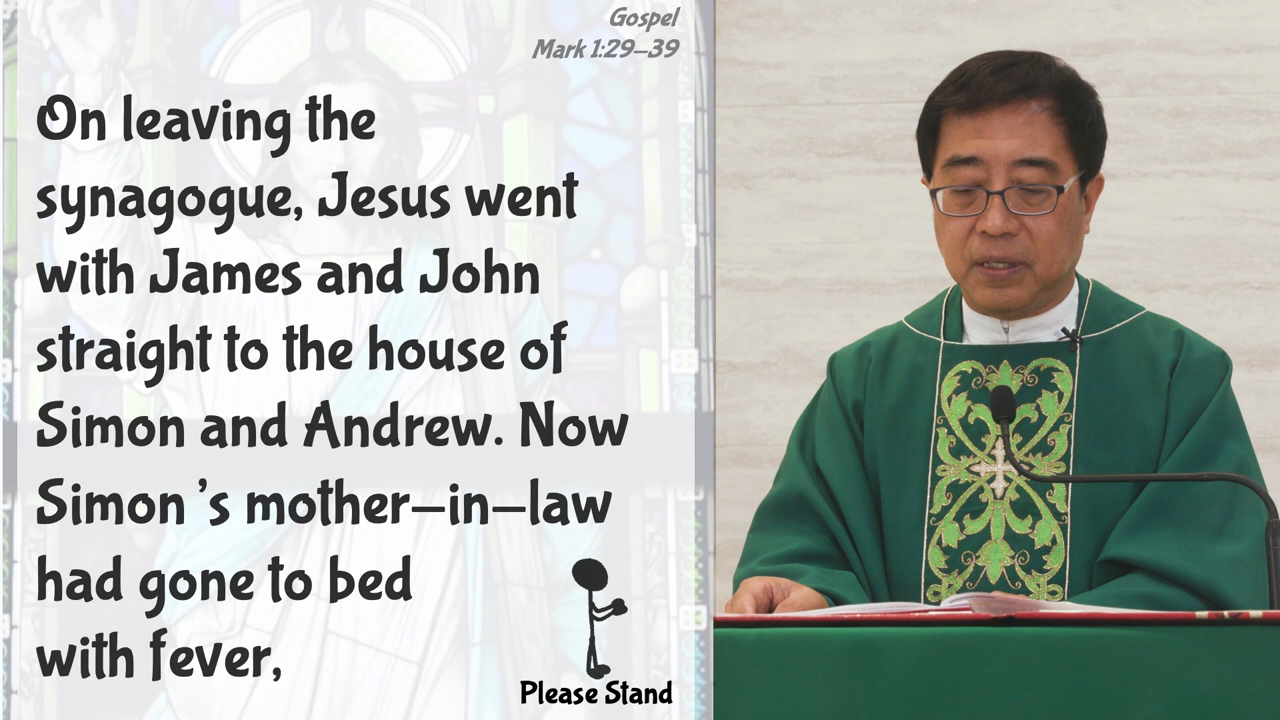 Gospel
Mark 1:29–39
On leaving the
synagogue, Jesus went
with James and John
straight to the house of
Simon and Andrew. Now
Simon ’s mother–in–law
had gone to bed
with fever,
Please Stand